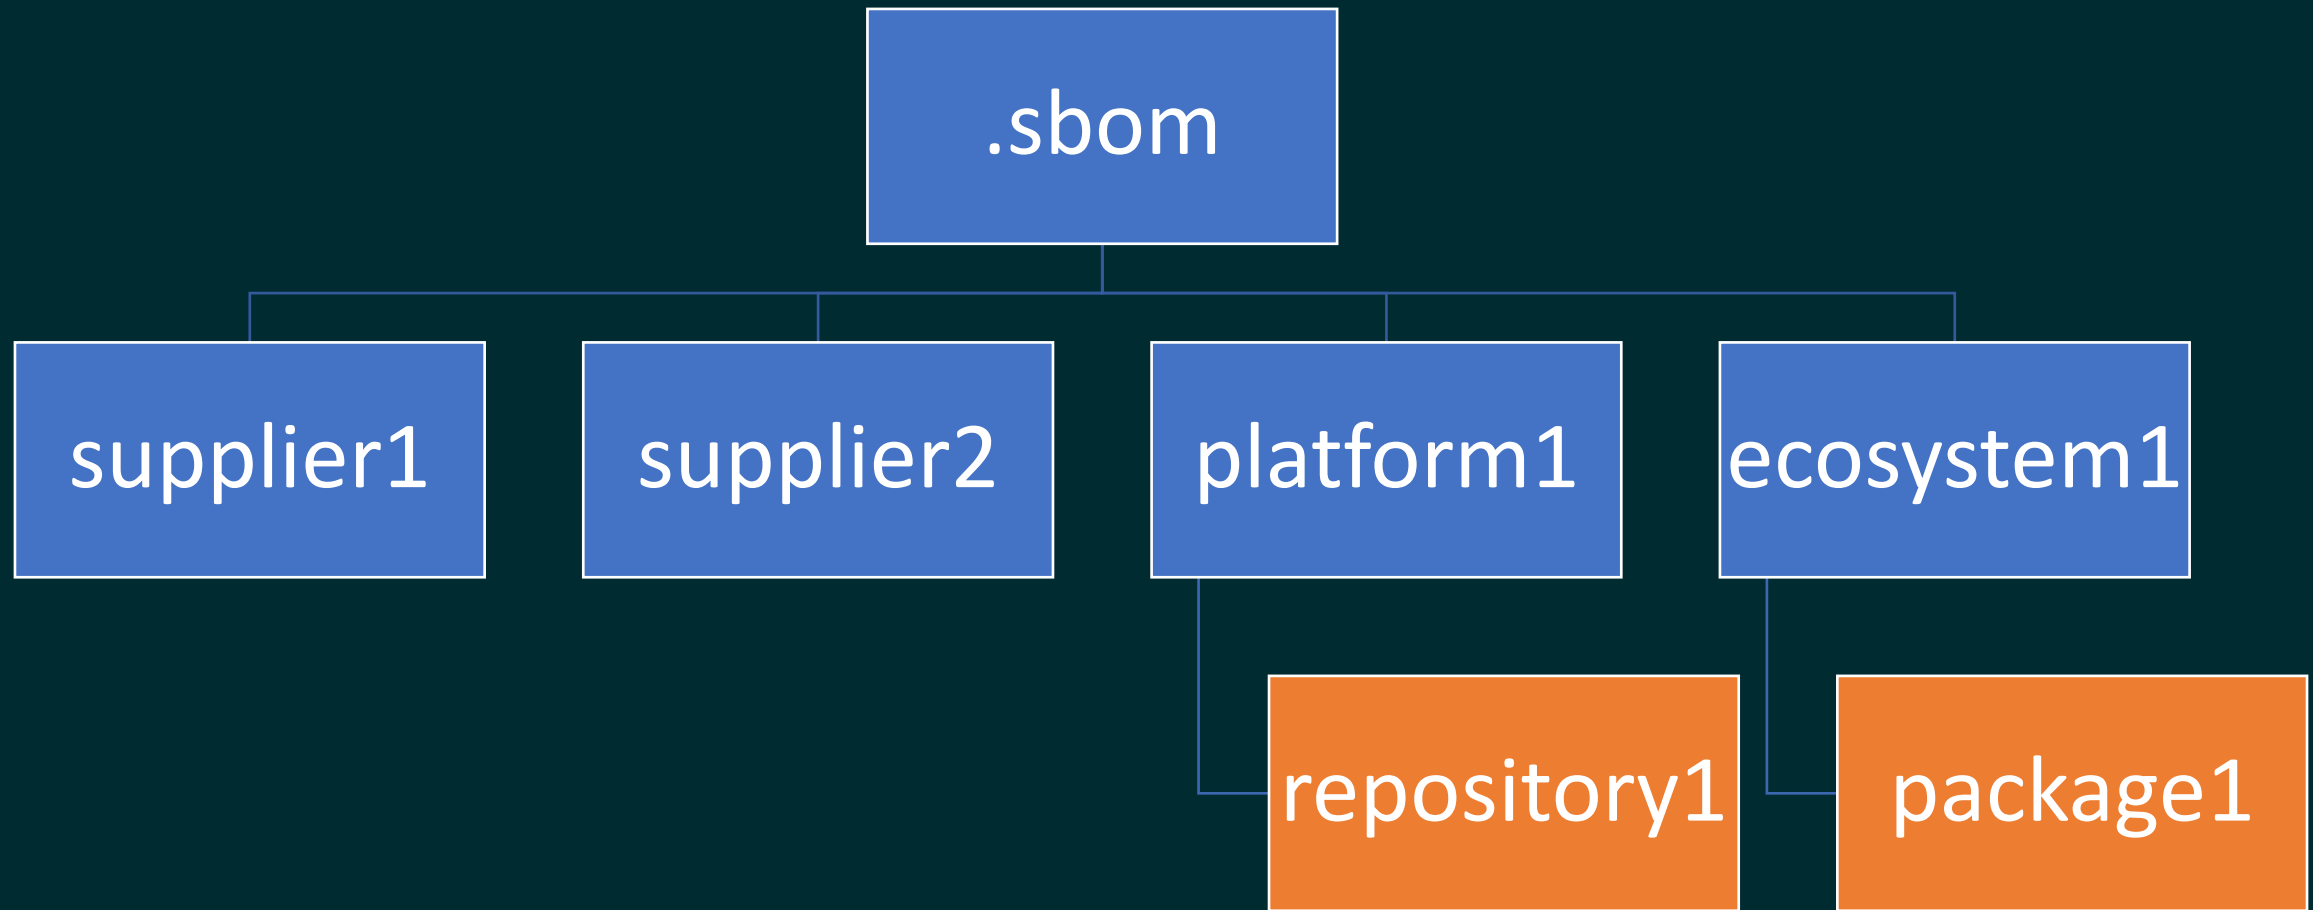 .sbom
supplier1
supplier2
platform1
ecosystem1
repository1
package1